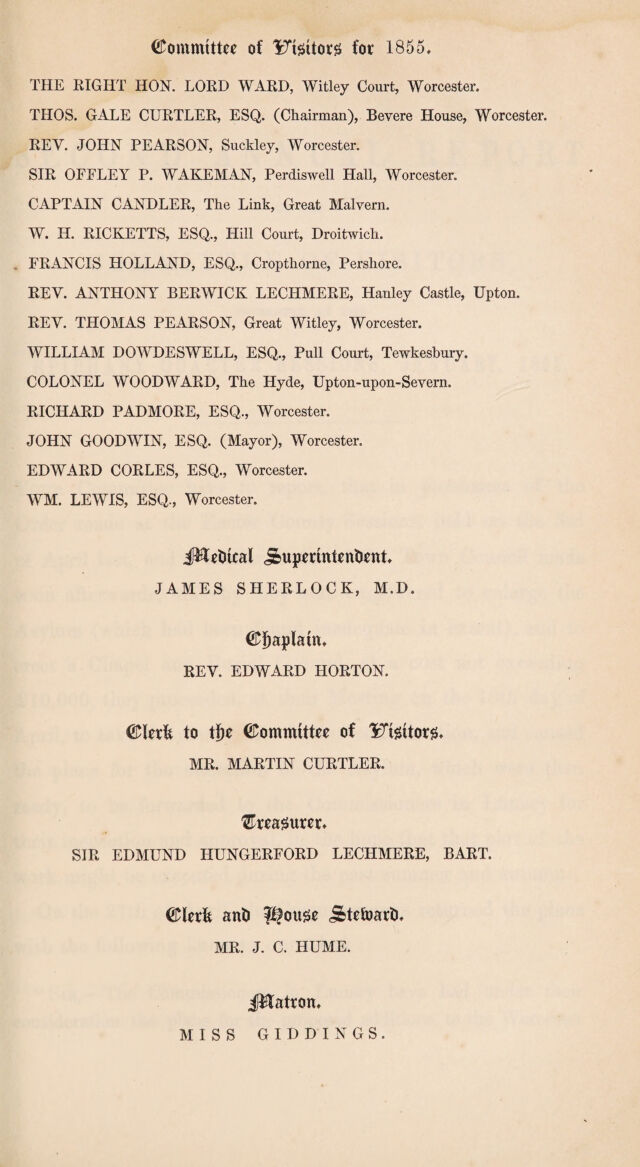 Committee of Visitors for 1855.
THE RIGHT HON. LORD WARD, Witley Court, Worcester.
THOS. GALE CURTLER, ESQ. (Chairman), Bevere House, Worcester.
REV. JOHN PEARSON, Suckley, Worcester.
SIR OFFLEY P. WAKEMAN, Perdiswell Hall, Worcester.
CAPTAIN CANDLER, The Link, Great Malvern.
W. H. RICKETTS, ESQ., Hill Court, Droitwich.
FRANCIS HOLLAND, ESQ., Cropthorne, Pershore.
REV. ANTHONY BERWICK LECHMERE, Hanley Castle, Upton.
REV. THOMAS PEARSON, Great Witley, Worcester.
WILLIAM DOWDESWELL, ESQ., Pull Court, Tewkesbury.
COLONEL WOODWARD, The Hyde, Upton-upon-Severn.
RICHARD PADMORE, ESQ., Worcester.
JOHN GOODWIN, ESQ. (Mayor), Worcester.
EDWARD CORLES, ESQ., Worcester.
WM. LEWIS, ESQ., Worcester.
Medical Superintendent.
JAMES SHERLOCK, M.D.
Chaplain.
REV. EDWARD HORTON.
Clerk to the Committee of Visitors.
MR. MARTIN CURTLER.
Treasurer.
SIR EDMUND HUNGERFORD LECHMERE, BART.
Clerk and House Steward.
MR. J. C. HUME.
Matron.
MISS GIDDINGS.